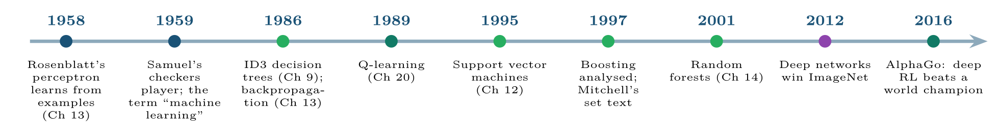 1958
Rosenblatt's
perceptron
learns from
examples
(Ch 13)
1959
Samuel's
checkers
player; the
term “machine
learning”
1986
ID3 decision
trees (Ch 9);
backpropaga-
tion (Ch 13)
1989
Q-learning
(Ch 20)
1995
Support vector
machines
(Ch 12)
1997
Boosting
analysed;
Mitchell's
set text
2001
Random
forests (Ch 14)
2012
Deep networks
win ImageNet
2016
AlphaGo: deep
RL beats a
world champion